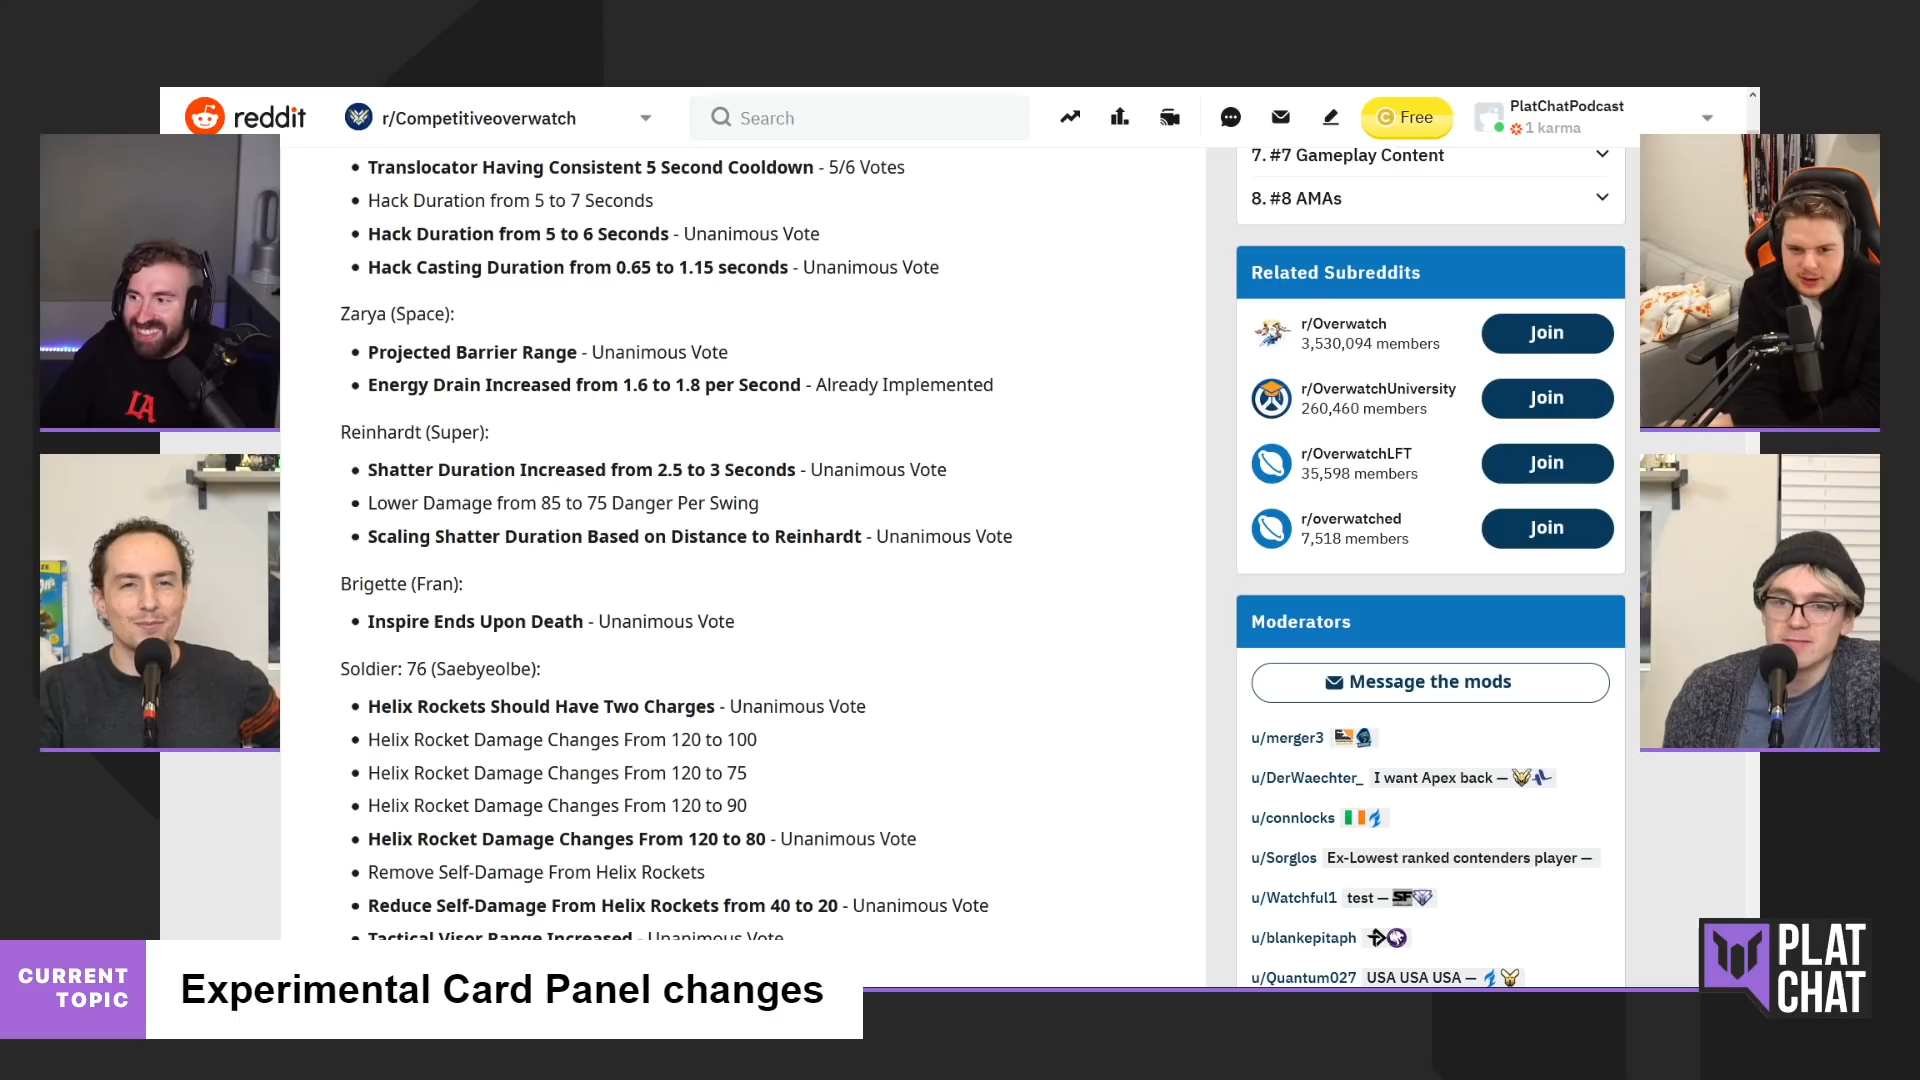 reddit
r/Competitiveoverwatch
Search
Free
PlatChatPodcast
1 karma
Translocator Having Consistent 5 Second Cooldown - 5/6 Votes
Hack Duration from 5 to 7 Seconds
Hack Duration from 5 to 6 Seconds - Unanimous Vote
Hack Casting Duration from 0.65 to 1.15 seconds - Unanimous Vote
Zarya (Space):
Projected Barrier Range - Unanimous Vote
Energy Drain Increased from 1.6 to 1.8 per Second - Already Implemented
Reinhardt (Super):
Shatter Duration Increased from 2.5 to 3 Seconds - Unanimous Vote
Lower Damage from 85 to 75 Danger Per Swing
Scaling Shatter Duration Based on Distance to Reinhardt - Unanimous Vote
Brigette (Fran):
Inspire Ends Upon Death - Unanimous Vote
Soldier: 76 (Saebyeolbe):
Helix Rockets Should Have Two Charges - Unanimous Vote
Helix Rocket Damage Changes From 120 to 100
Helix Rocket Damage Changes From 120 to 75
Helix Rocket Damage Changes From 120 to 90
Helix Rocket Damage Changes From 120 to 80 - Unanimous Vote
Remove Self-Damage From Helix Rockets
Reduce Self-Damage From Helix Rockets from 40 to 20 - Unanimous Vote
Tactical Visor Range Increased - Unanimous Vote
7. #7 Gameplay Content
8. #8 AMAs
Related Subreddits
r/Overwatch
3,530,094 members
Join
r/OverwatchUniversity
260,460 members
Join
r/OverwatchLFT
35,598 members
Join
r/overwatched
7,518 members
Join
Moderators
Message the mods
u/merger3
u/DerWaechter_ I want Apex back —
u/connlocks
u/Sorglos Ex-Lowest ranked contenders player —
u/Watchful1 test — SF
u/blankepitaph
u/Quantum027 USA USA USA —
LA
CURRENT
TOPIC
Experimental Card Panel changes
PLAT
CHAT